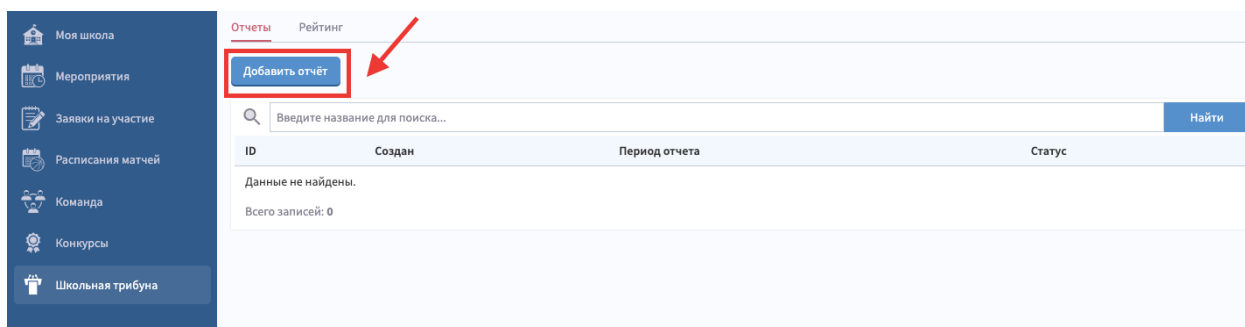 Моя школа
Мероприятия
Заявки на участие
Расписания матчей
Команда
Конкурсы
Школьная трибуна
Отчеты Рейтинг
Добавить отчёт
Введите название для поиска... Найти
ID Создан Период отчета Статус
Данные не найдены.
Всего записей: 0